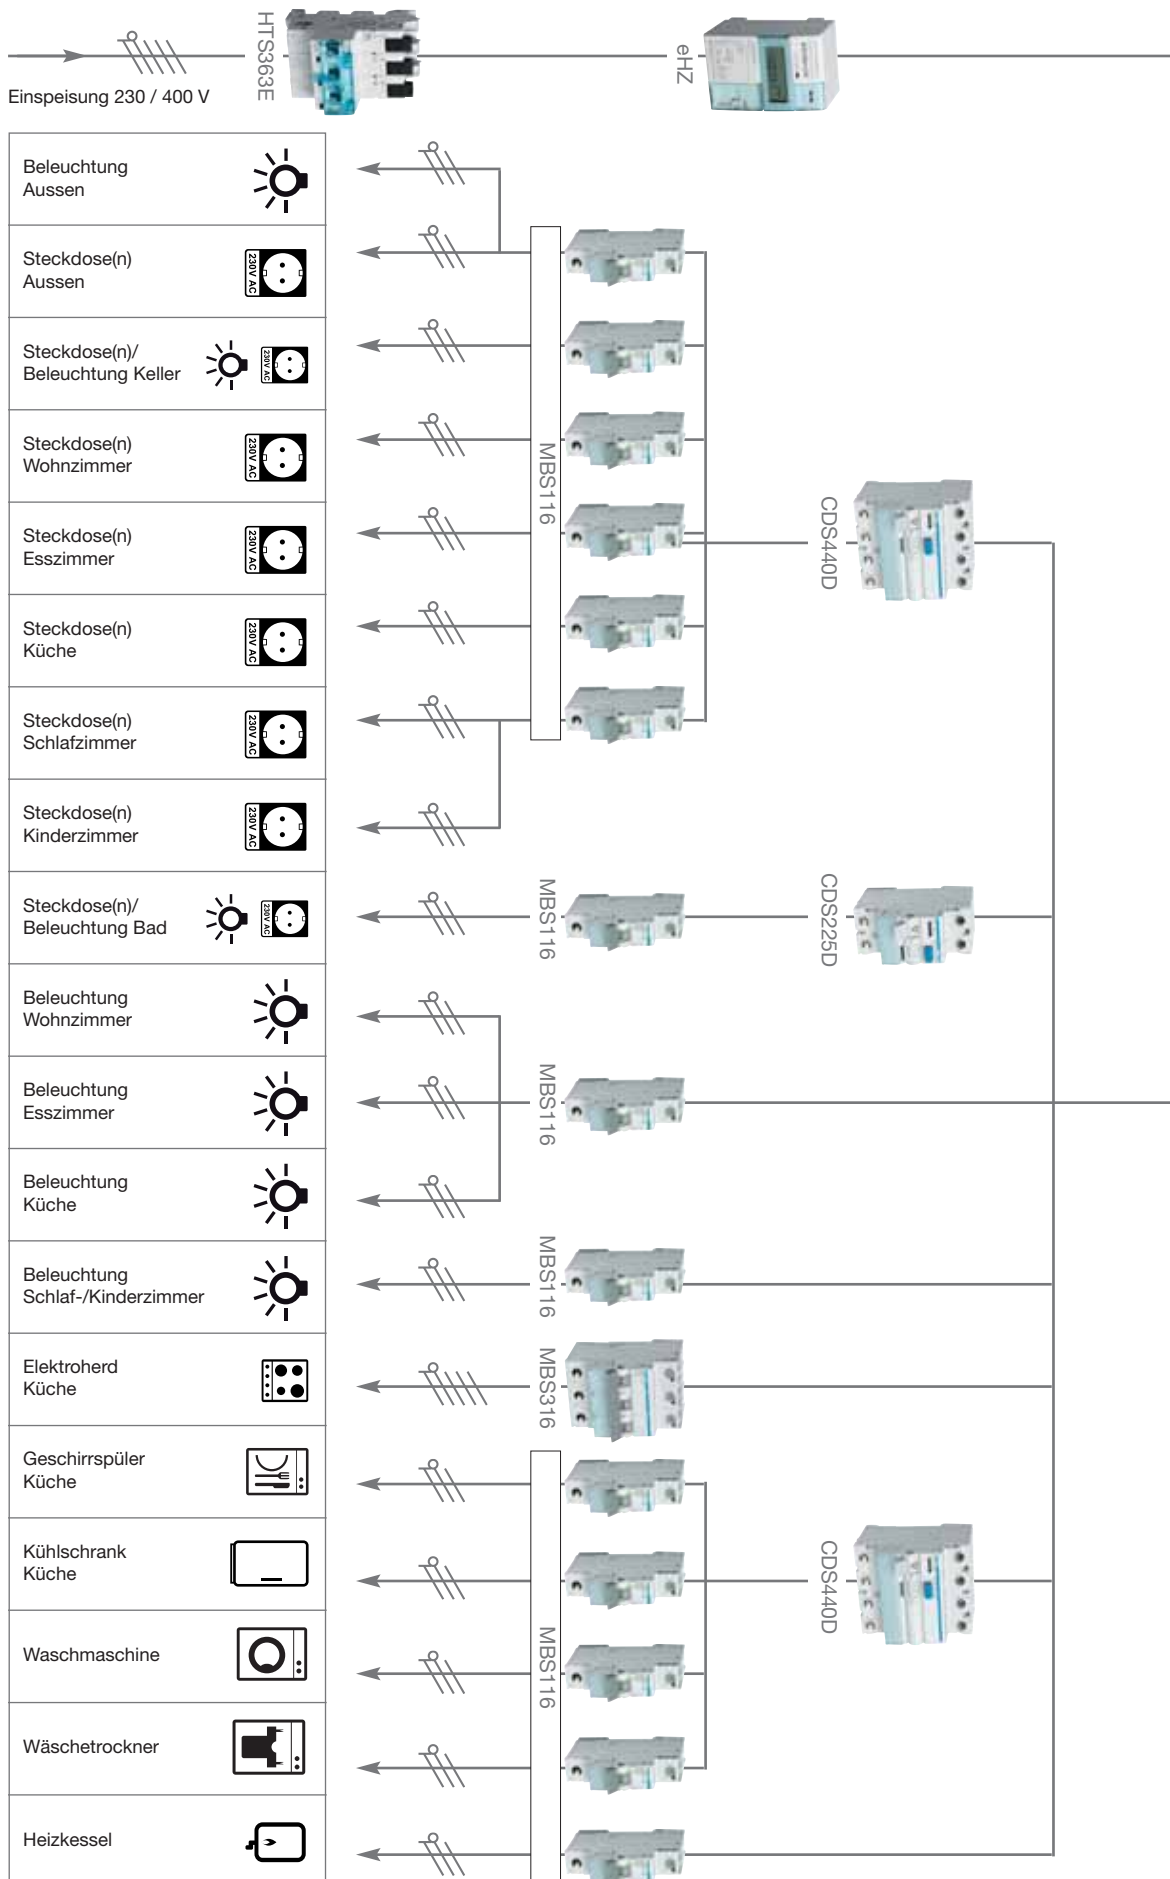 HTS363E
eHZ
Einspeisung 230 / 400 V
Beleuchtung
Aussen
Steckdose(n)
Aussen
230V AC
Steckdose(n)/
Beleuchtung Keller
230V AC
Steckdose(n)
Wohnzimmer
230V AC
MBS116
Steckdose(n)
Esszimmer
230V AC
CDS440D
Steckdose(n)
Küche
230V AC
Steckdose(n)
Schlafzimmer
230V AC
Steckdose(n)
Kinderzimmer
230V AC
Steckdose(n)/
Beleuchtung Bad
230V AC
MBS116
CDS225D
Beleuchtung
Wohnzimmer
Beleuchtung
Esszimmer
MBS116
Beleuchtung
Küche
Beleuchtung
Schlaf-/Kinderzimmer
MBS116
Elektroherd
Küche
MBS316
Geschirrspüler
Küche
Kühlschrank
Küche
CDS440D
Waschmaschine
MBS116
Wäschetrockner
Heizkessel